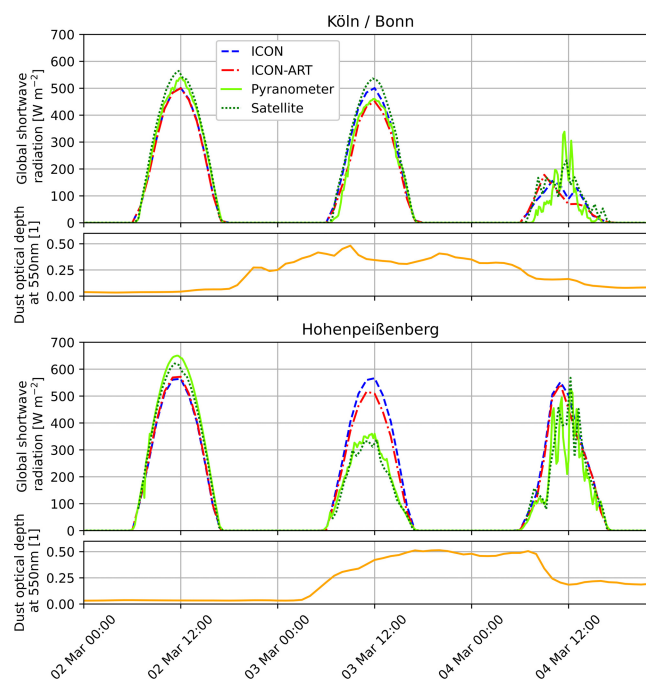 Köln / Bonn
Global shortwave
radiation [W m⁻²]
700
600
500
400
300
200
100
0
ICON
ICON-ART
Pyranometer
Satellite
Dust optical depth
at 550nm [1]
0.50
0.25
0.00
Hohenpeißenberg
Global shortwave
radiation [W m⁻²]
700
600
500
400
300
200
100
0
Dust optical depth
at 550nm [1]
0.50
0.25
0.00
02 Mar 00:00
02 Mar 12:00
03 Mar 00:00
03 Mar 12:00
04 Mar 00:00
04 Mar 12:00